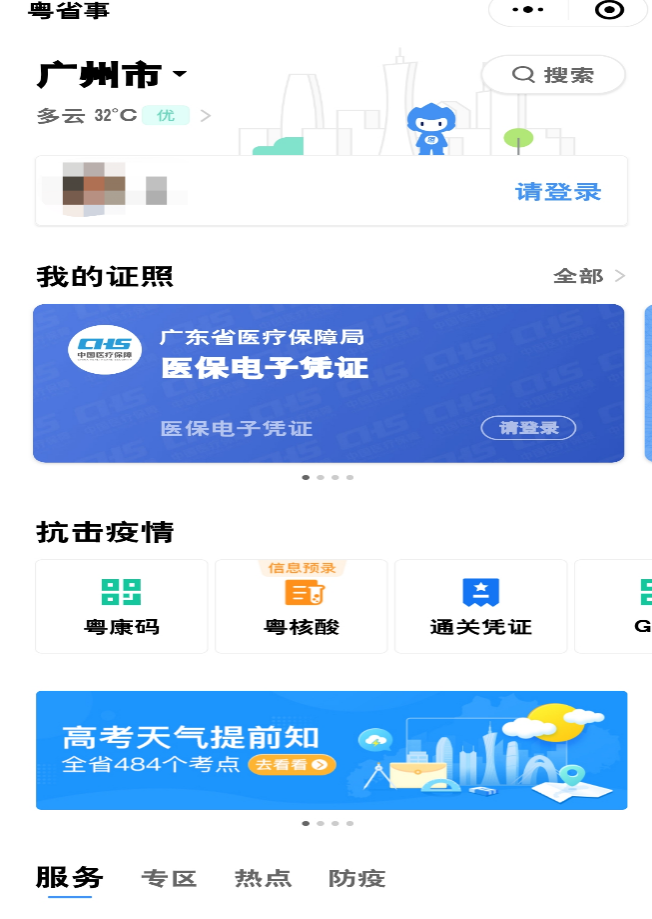 粤省事
广州市
搜索
多云 32°C 优
请登录
我的证照
全部
CHS
中国医疗保障
广东省医疗保障局
医保电子凭证
医保电子凭证
请登录
抗击疫情
信息预录
粤康码
粤核酸
通关凭证
G
高考天气提前知
全省484个考点 去看看
服务 专区 热点 防疫